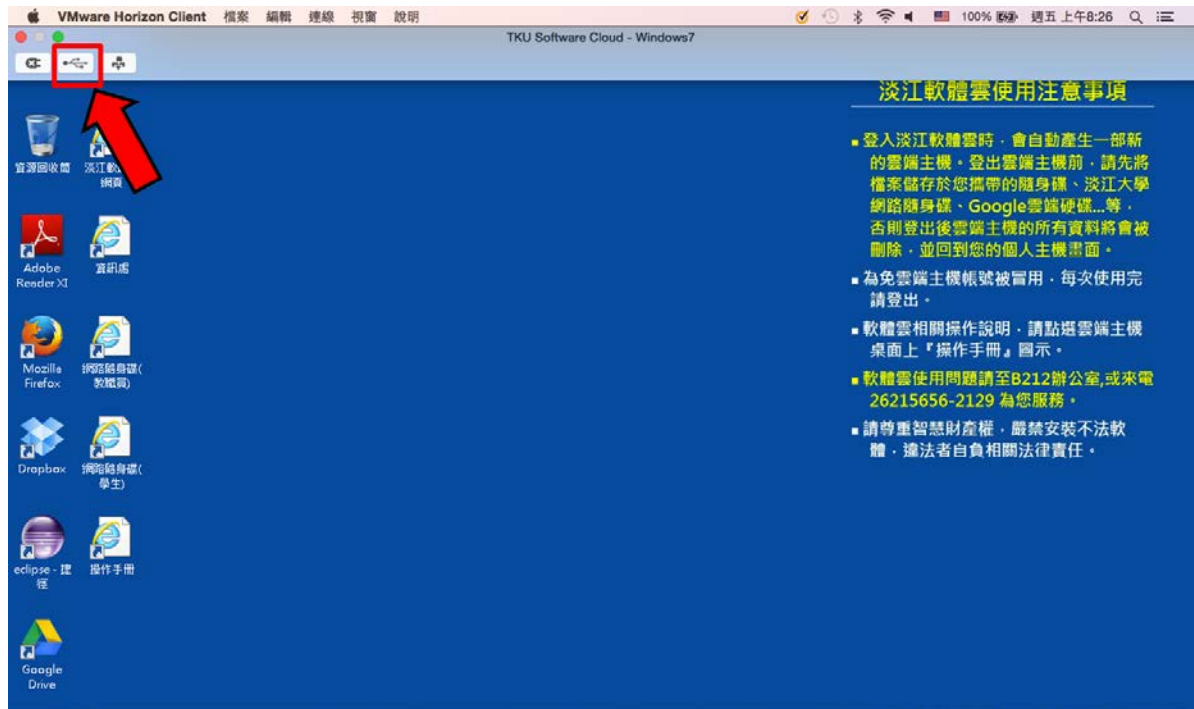 VMware Horizon Client 檔案 編輯 連線 視窗 說明 100% 週五 上午8:26
TKU Software Cloud - Windows7
資源回收筒
淡江軟
網頁
Adobe
Reader XI
資訊處
Mozilla
Firefox
網路隨身碟(
教職員)
Dropbox
網路隨身碟(
學生)
eclipse - 捷
徑
操作手冊
Google
Drive
淡江軟體雲使用注意事項
▪ 登入淡江軟體雲時，會自動產生一部新
的雲端主機。登出雲端主機前，請先將
檔案儲存於您攜帶的隨身碟、淡江大學
網路隨身碟、Google雲端硬碟...等，
否則登出後雲端主機的所有資料將會被
刪除，並回到您的個人主機畫面。
▪ 為免雲端主機帳號被冒用，每次使用完
請登出。
▪ 軟體雲相關操作說明，請點選雲端主機
桌面上『操作手冊』圖示。
▪ 軟體雲使用問題請至B212辦公室,或來電
26215656-2129 為您服務。
▪ 請尊重智慧財產權，嚴禁安裝不法軟
體，違法者自負相關法律責任。